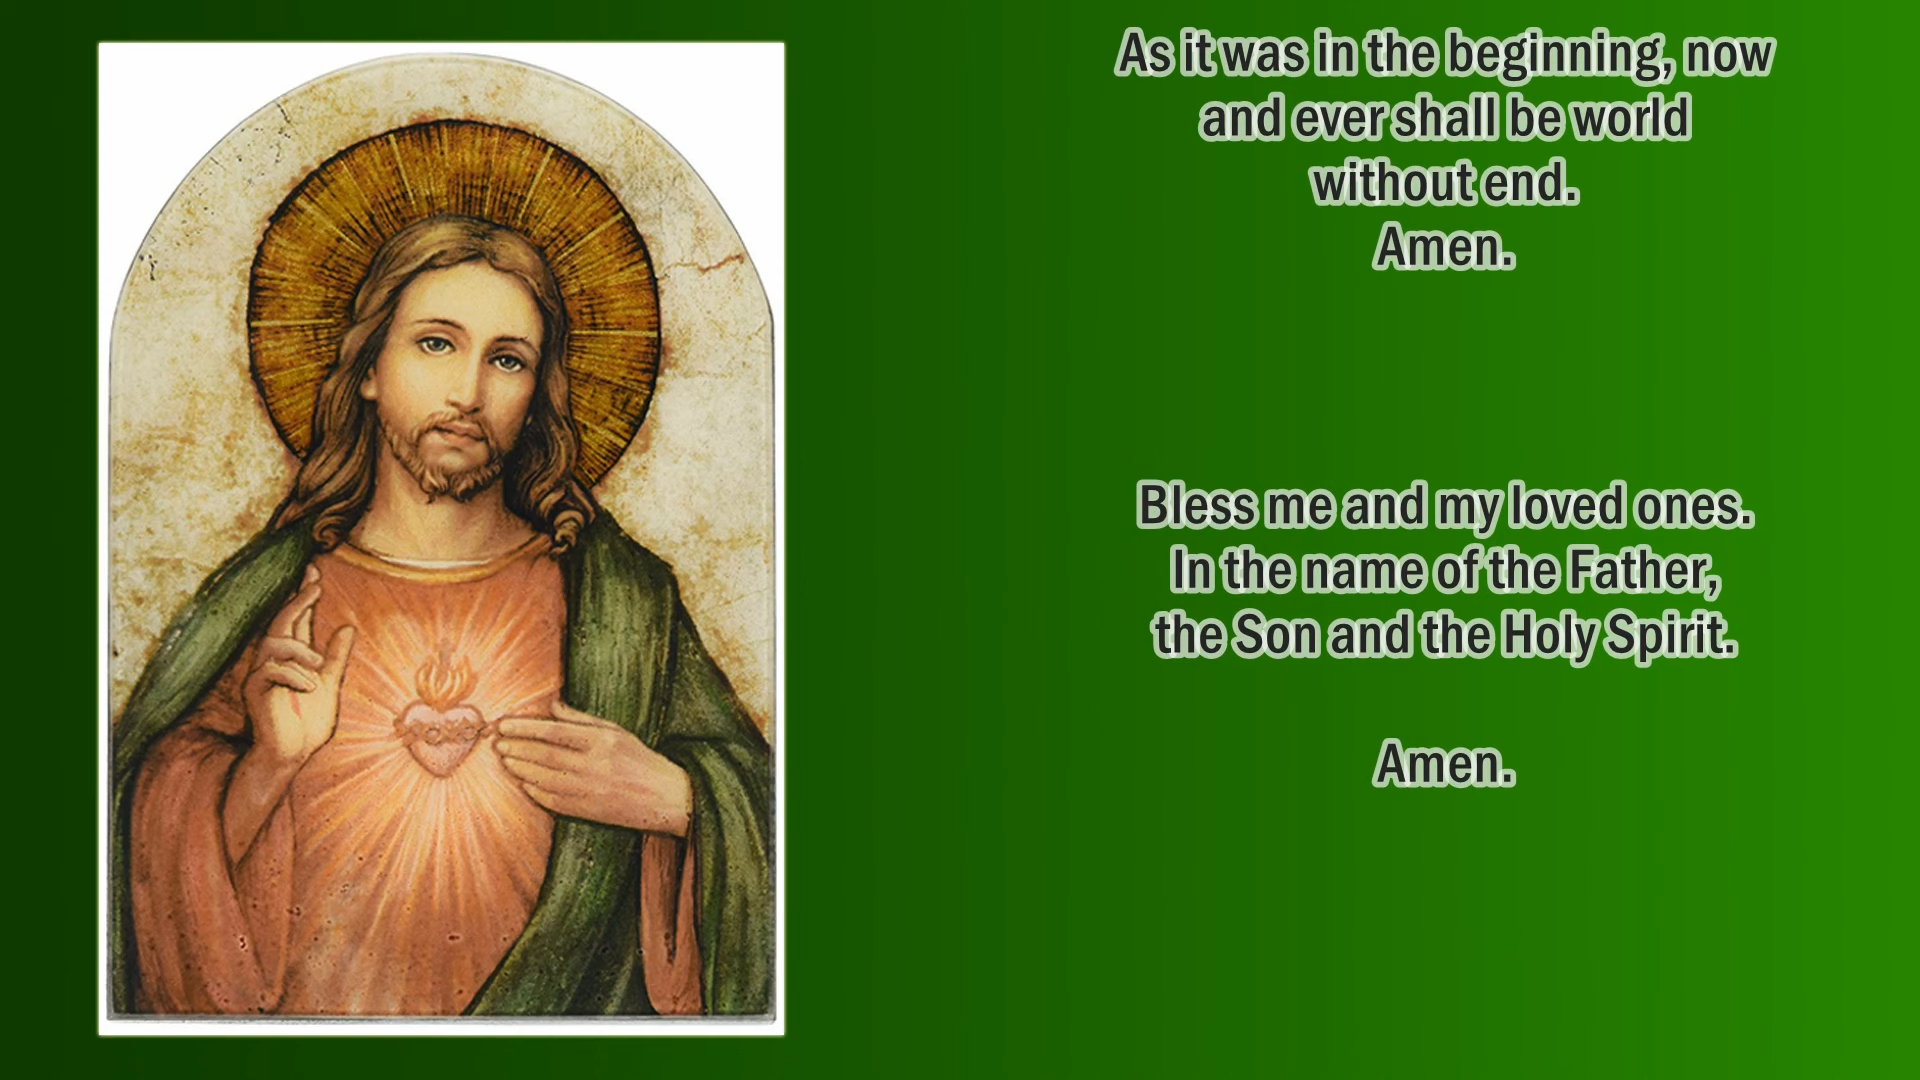 As it was in the beginning, now
and ever shall be world
without end.
Amen.
Bless me and my loved ones.
In the name of the Father,
the Son and the Holy Spirit.
Amen.